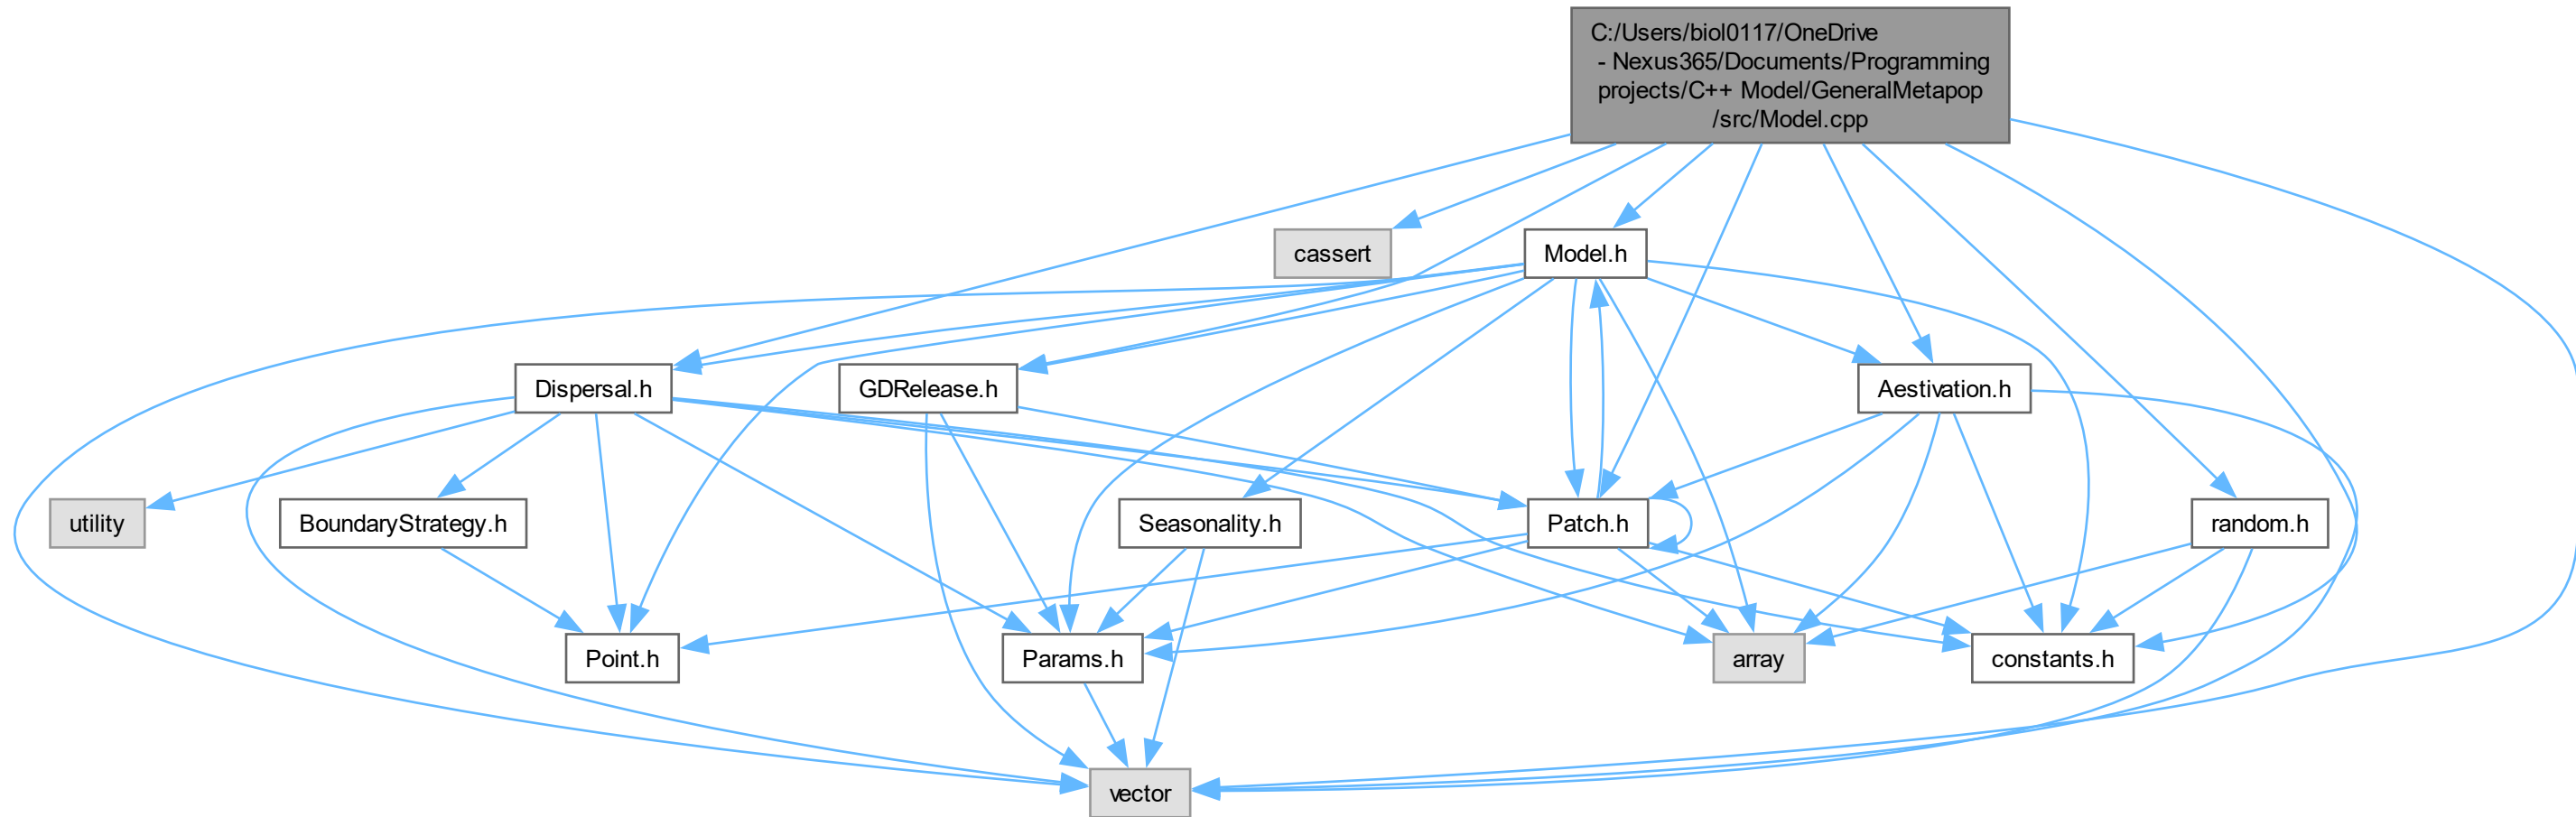 C:/Users/biol0117/OneDrive
- Nexus365/Documents/Programming
projects/C++ Model/GeneralMetapop
/src/Model.cpp
cassert
Model.h
Dispersal.h
GDRelease.h
Aestivation.h
utility
BoundaryStrategy.h
Seasonality.h
Patch.h
random.h
Point.h
Params.h
array
constants.h
vector